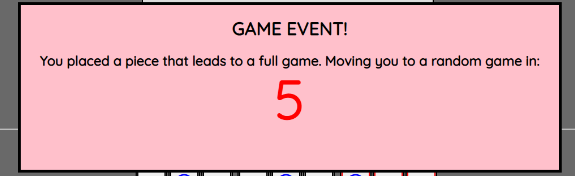 GAME EVENT!
You placed a piece that leads to a full game. Moving you to a random game in:
5